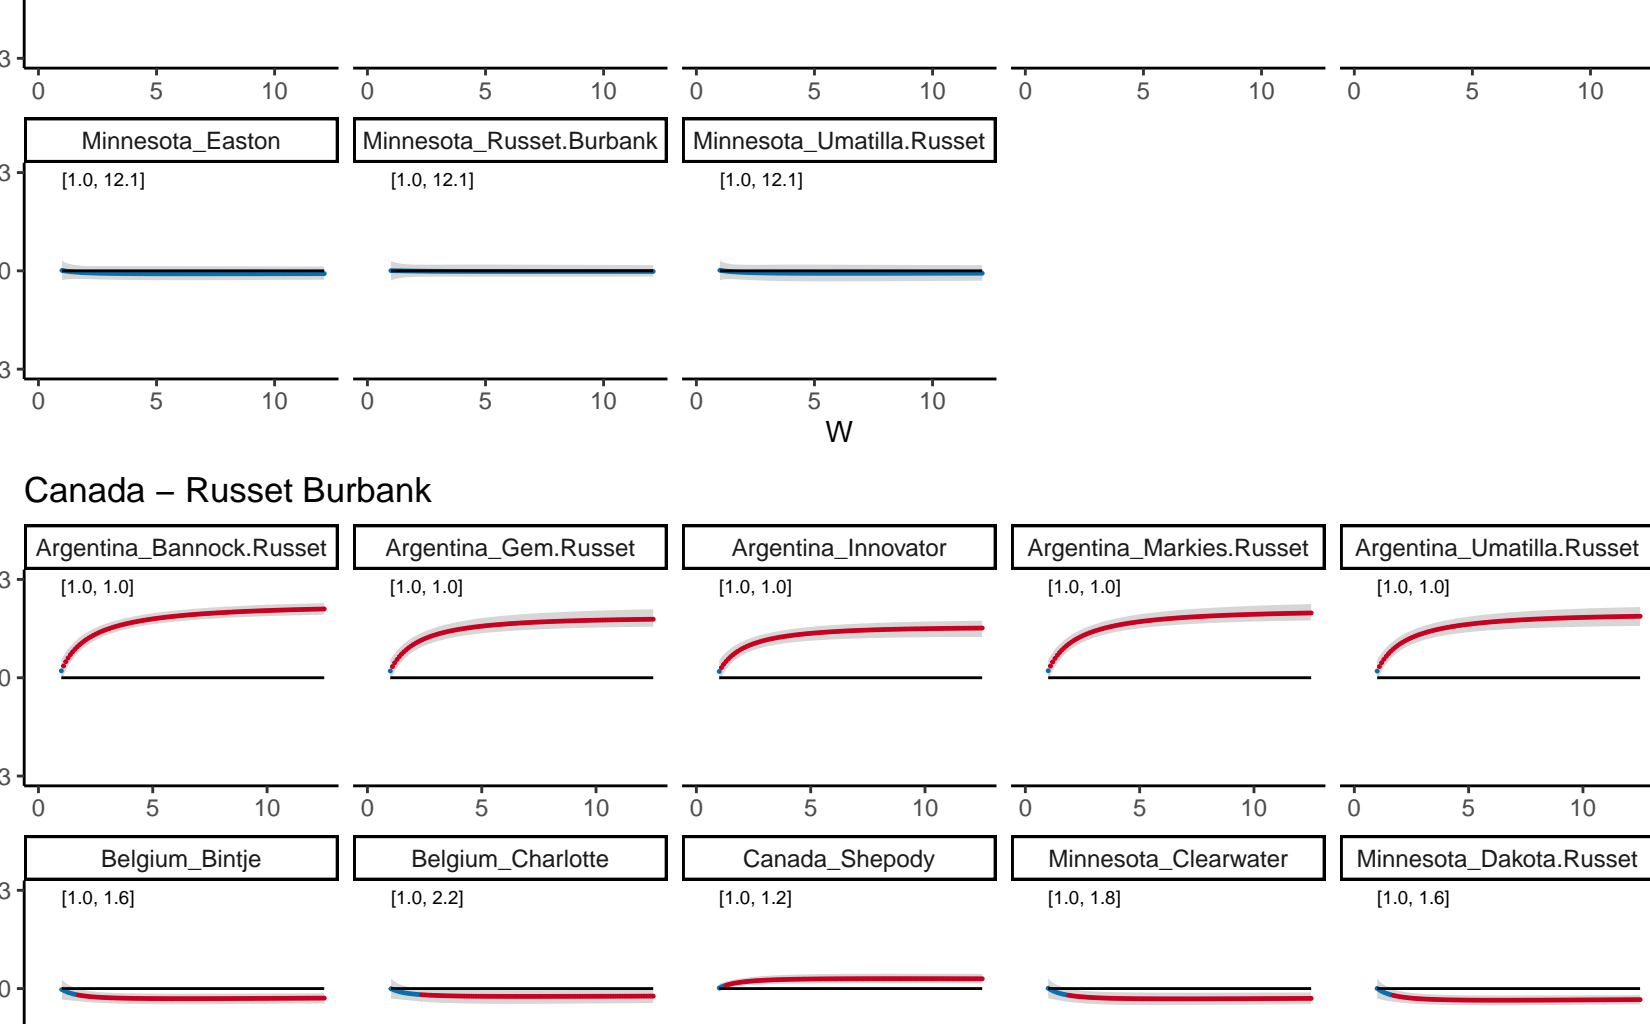 3
0 5 10 0 5 10 0 5 10 0 5 10 0 5 10
Minnesota_Easton Minnesota_Russet.Burbank Minnesota_Umatilla.Russet
3
[1.0, 12.1] [1.0, 12.1] [1.0, 12.1]
0
3
0 5 10 0 5 10 0 5 10
W
Canada – Russet Burbank
Argentina_Bannock.Russet Argentina_Gem.Russet Argentina_Innovator Argentina_Markies.Russet Argentina_Umatilla.Russet
3
[1.0, 1.0] [1.0, 1.0] [1.0, 1.0] [1.0, 1.0] [1.0, 1.0]
0
3
0 5 10 0 5 10 0 5 10 0 5 10 0 5 10
Belgium_Bintje Belgium_Charlotte Canada_Shepody Minnesota_Clearwater Minnesota_Dakota.Russet
3
[1.0, 1.6] [1.0, 2.2] [1.0, 1.2] [1.0, 1.8] [1.0, 1.6]
0